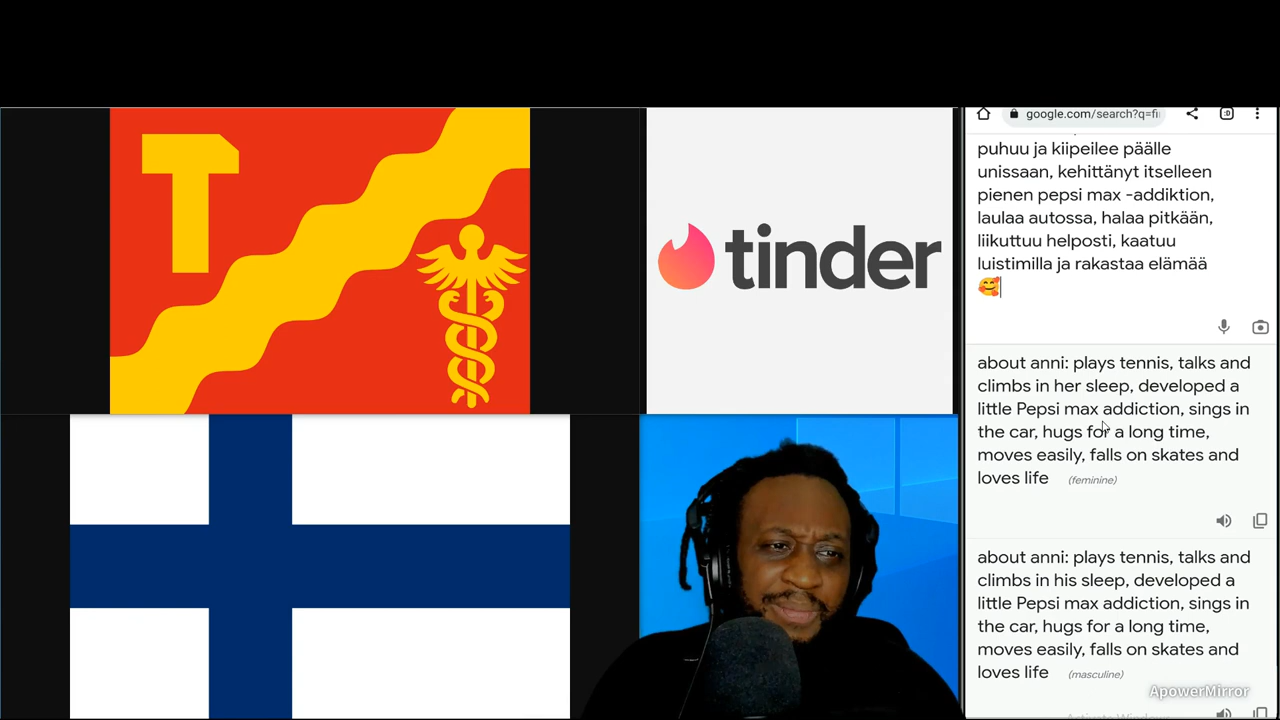 T
tinder
google.com/search?q=fi
puhuu ja kiipeilee päälle
unissaan, kehittänyt itselleen
pienen pepsi max -addiktion,
laulaa autossa, halaa pitkään,
liikuttuu helposti, kaatuu
luistimilla ja rakastaa elämää
🥰
about anni: plays tennis, talks and
climbs in her sleep, developed a
little Pepsi max addiction, sings in
the car, hugs for a long time,
moves easily, falls on skates and
loves life (feminine)
about anni: plays tennis, talks and
climbs in his sleep, developed a
little Pepsi max addiction, sings in
the car, hugs for a long time,
moves easily, falls on skates and
loves life (masculine)
ApowerMirror
Activate Windows